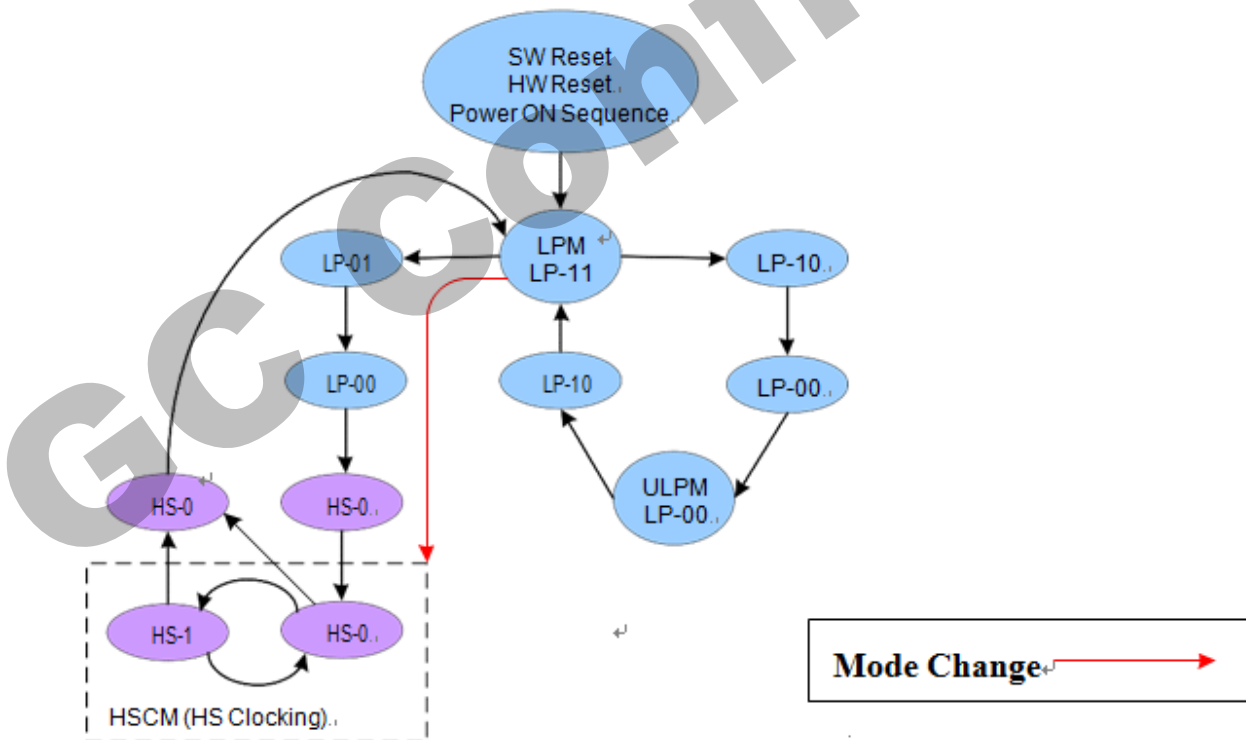 SW Reset
HW Reset
Power ON Sequence
LPM
LP-11
LP-01
LP-10
LP-00
LP-10
LP-00
ULPM
LP-00
HS-0
HS-0
HS-1
HS-0
HSCM (HS Clocking)
Mode Change
GC Conf